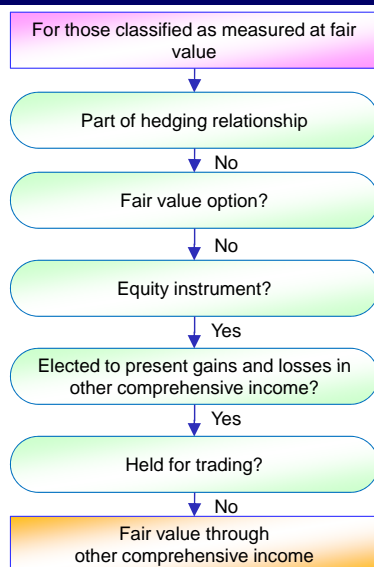 For those classified as measured at fair
value
Part of hedging relationship
No
Fair value option?
No
Equity instrument?
Yes
Elected to present gains and losses in
other comprehensive income?
Yes
Held for trading?
No
Fair value through
other comprehensive income